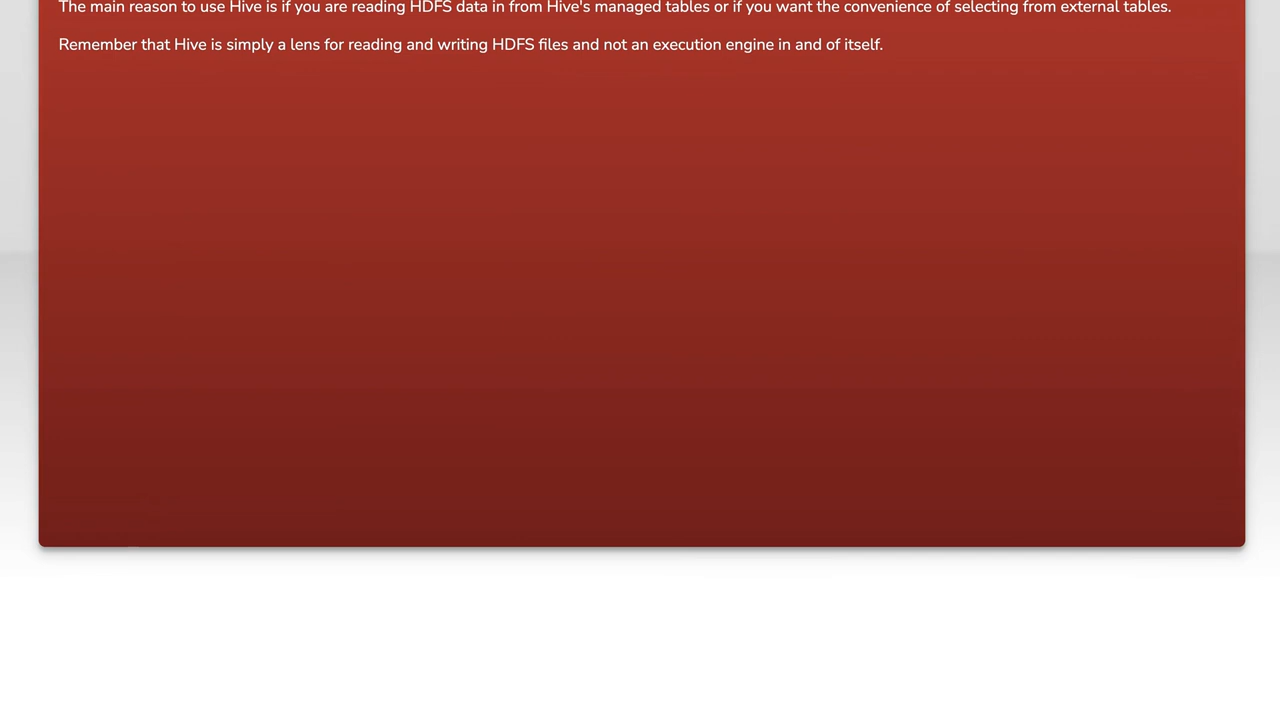 The main reason to use Hive is if you are reading HDFS data in from Hive's managed tables or if you want the convenience of selecting from external tables.
Remember that Hive is simply a lens for reading and writing HDFS files and not an execution engine in and of itself.